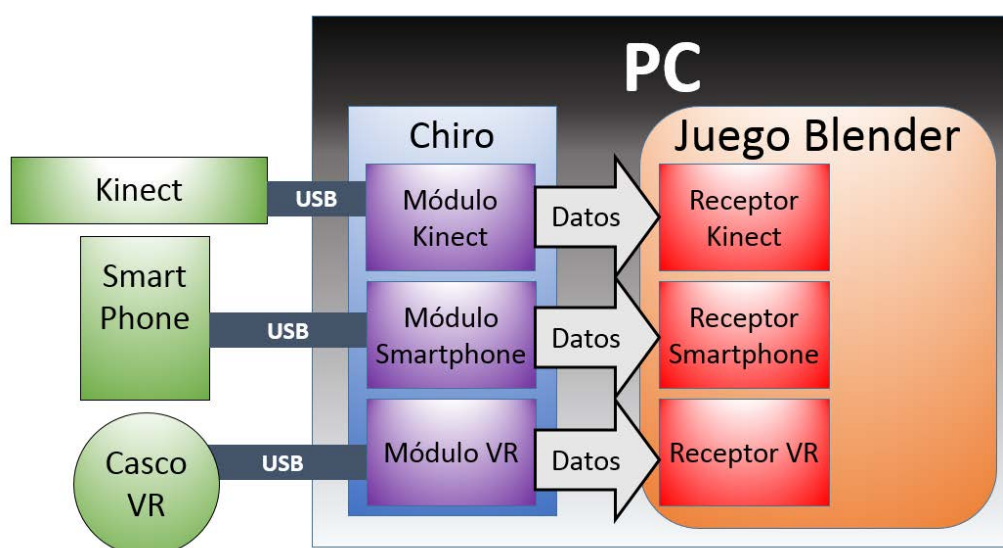 PC
Chiro
Juego Blender
Kinect
USB
Módulo
Kinect
Datos
Receptor
Kinect
Smart
Phone
USB
Módulo
Smartphone
Datos
Receptor
Smartphone
Casco
VR
USB
Módulo VR
Datos
Receptor VR